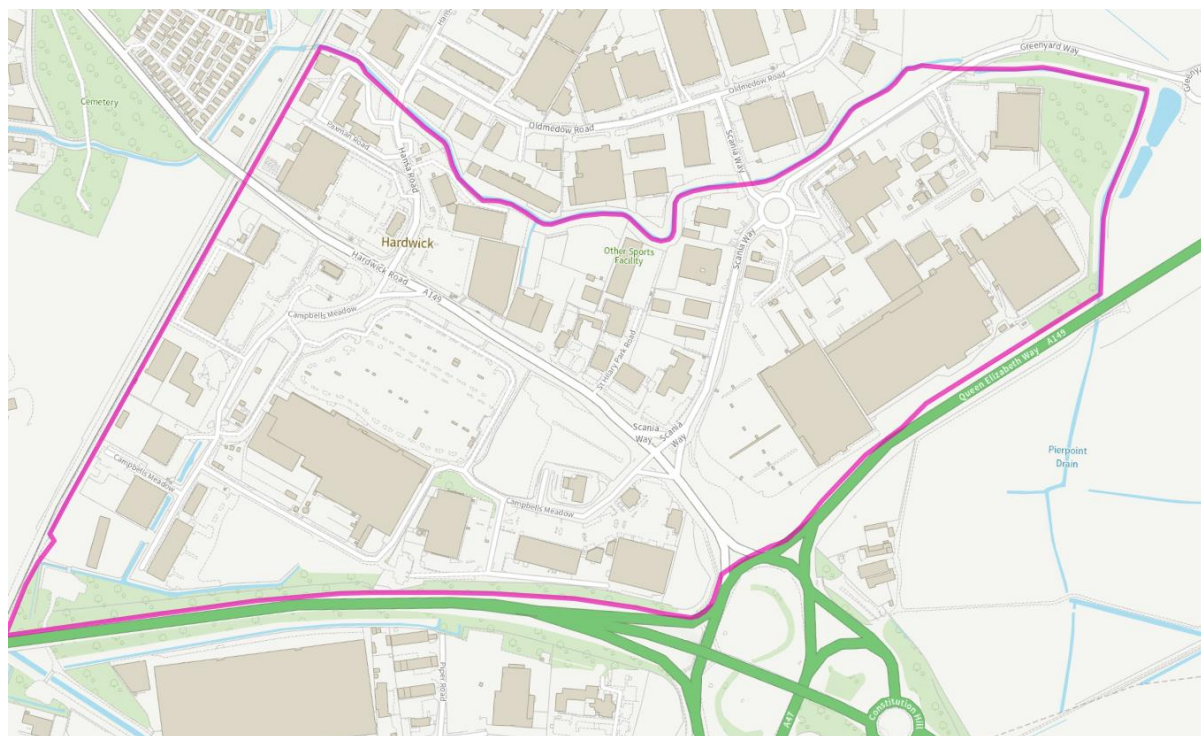 Greenyard Way
Cemetery
Oldmedow Road
Oldmedow Road
Paxman Road
Hansa Road
Scania Way
Hardwick
Other Sports
Facility
Scania Way
Hardwick Road
A149
Campbells Meadow
St Hilary Park Road
Queen Elizabeth Way A149
Scania
Way
Scania
Way
Pierpoint
Drain
Campbells Meadow
Campbells Meadow
Piper Road
A47
Constitution Hill